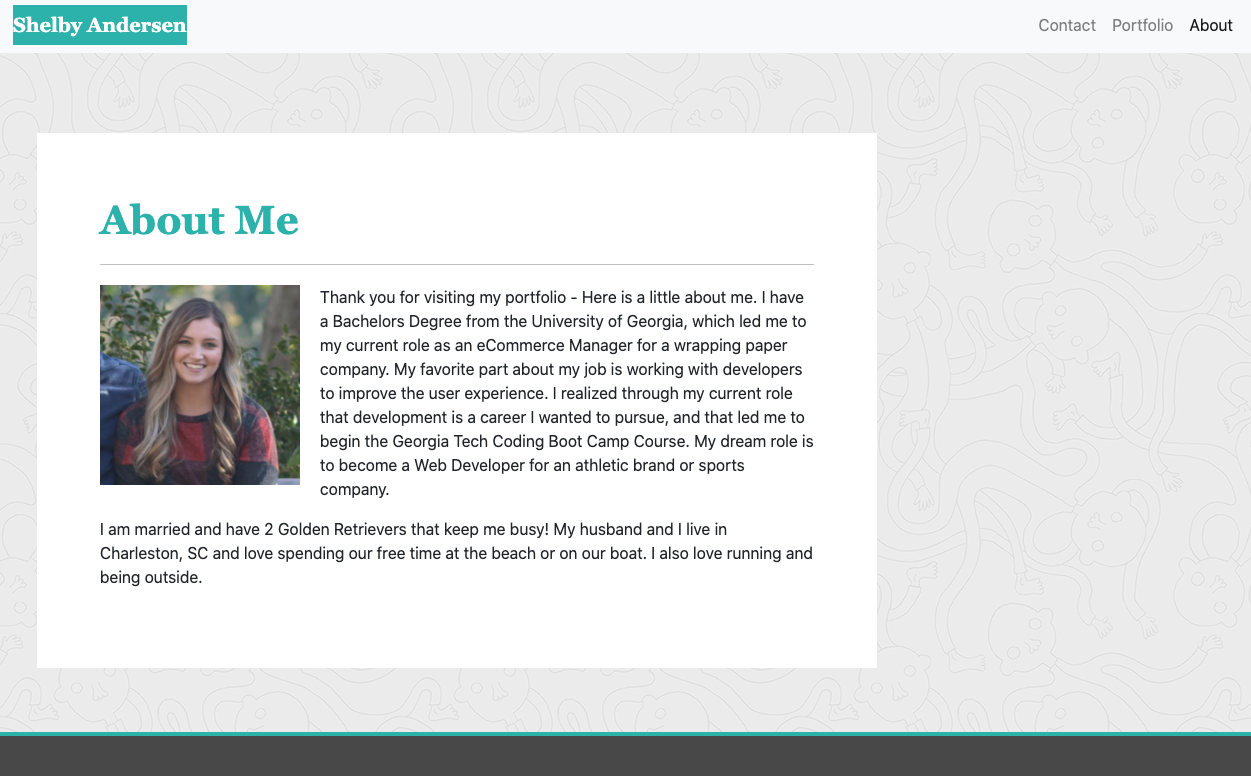 Shelby Andersen
Contact Portfolio About
About Me
Thank you for visiting my portfolio - Here is a little about me. I have
a Bachelors Degree from the University of Georgia, which led me to
my current role as an eCommerce Manager for a wrapping paper
company. My favorite part about my job is working with developers
to improve the user experience. I realized through my current role
that development is a career I wanted to pursue, and that led me to
begin the Georgia Tech Coding Boot Camp Course. My dream role is
to become a Web Developer for an athletic brand or sports
company.
I am married and have 2 Golden Retrievers that keep me busy! My husband and I live in
Charleston, SC and love spending our free time at the beach or on our boat. I also love running and
being outside.